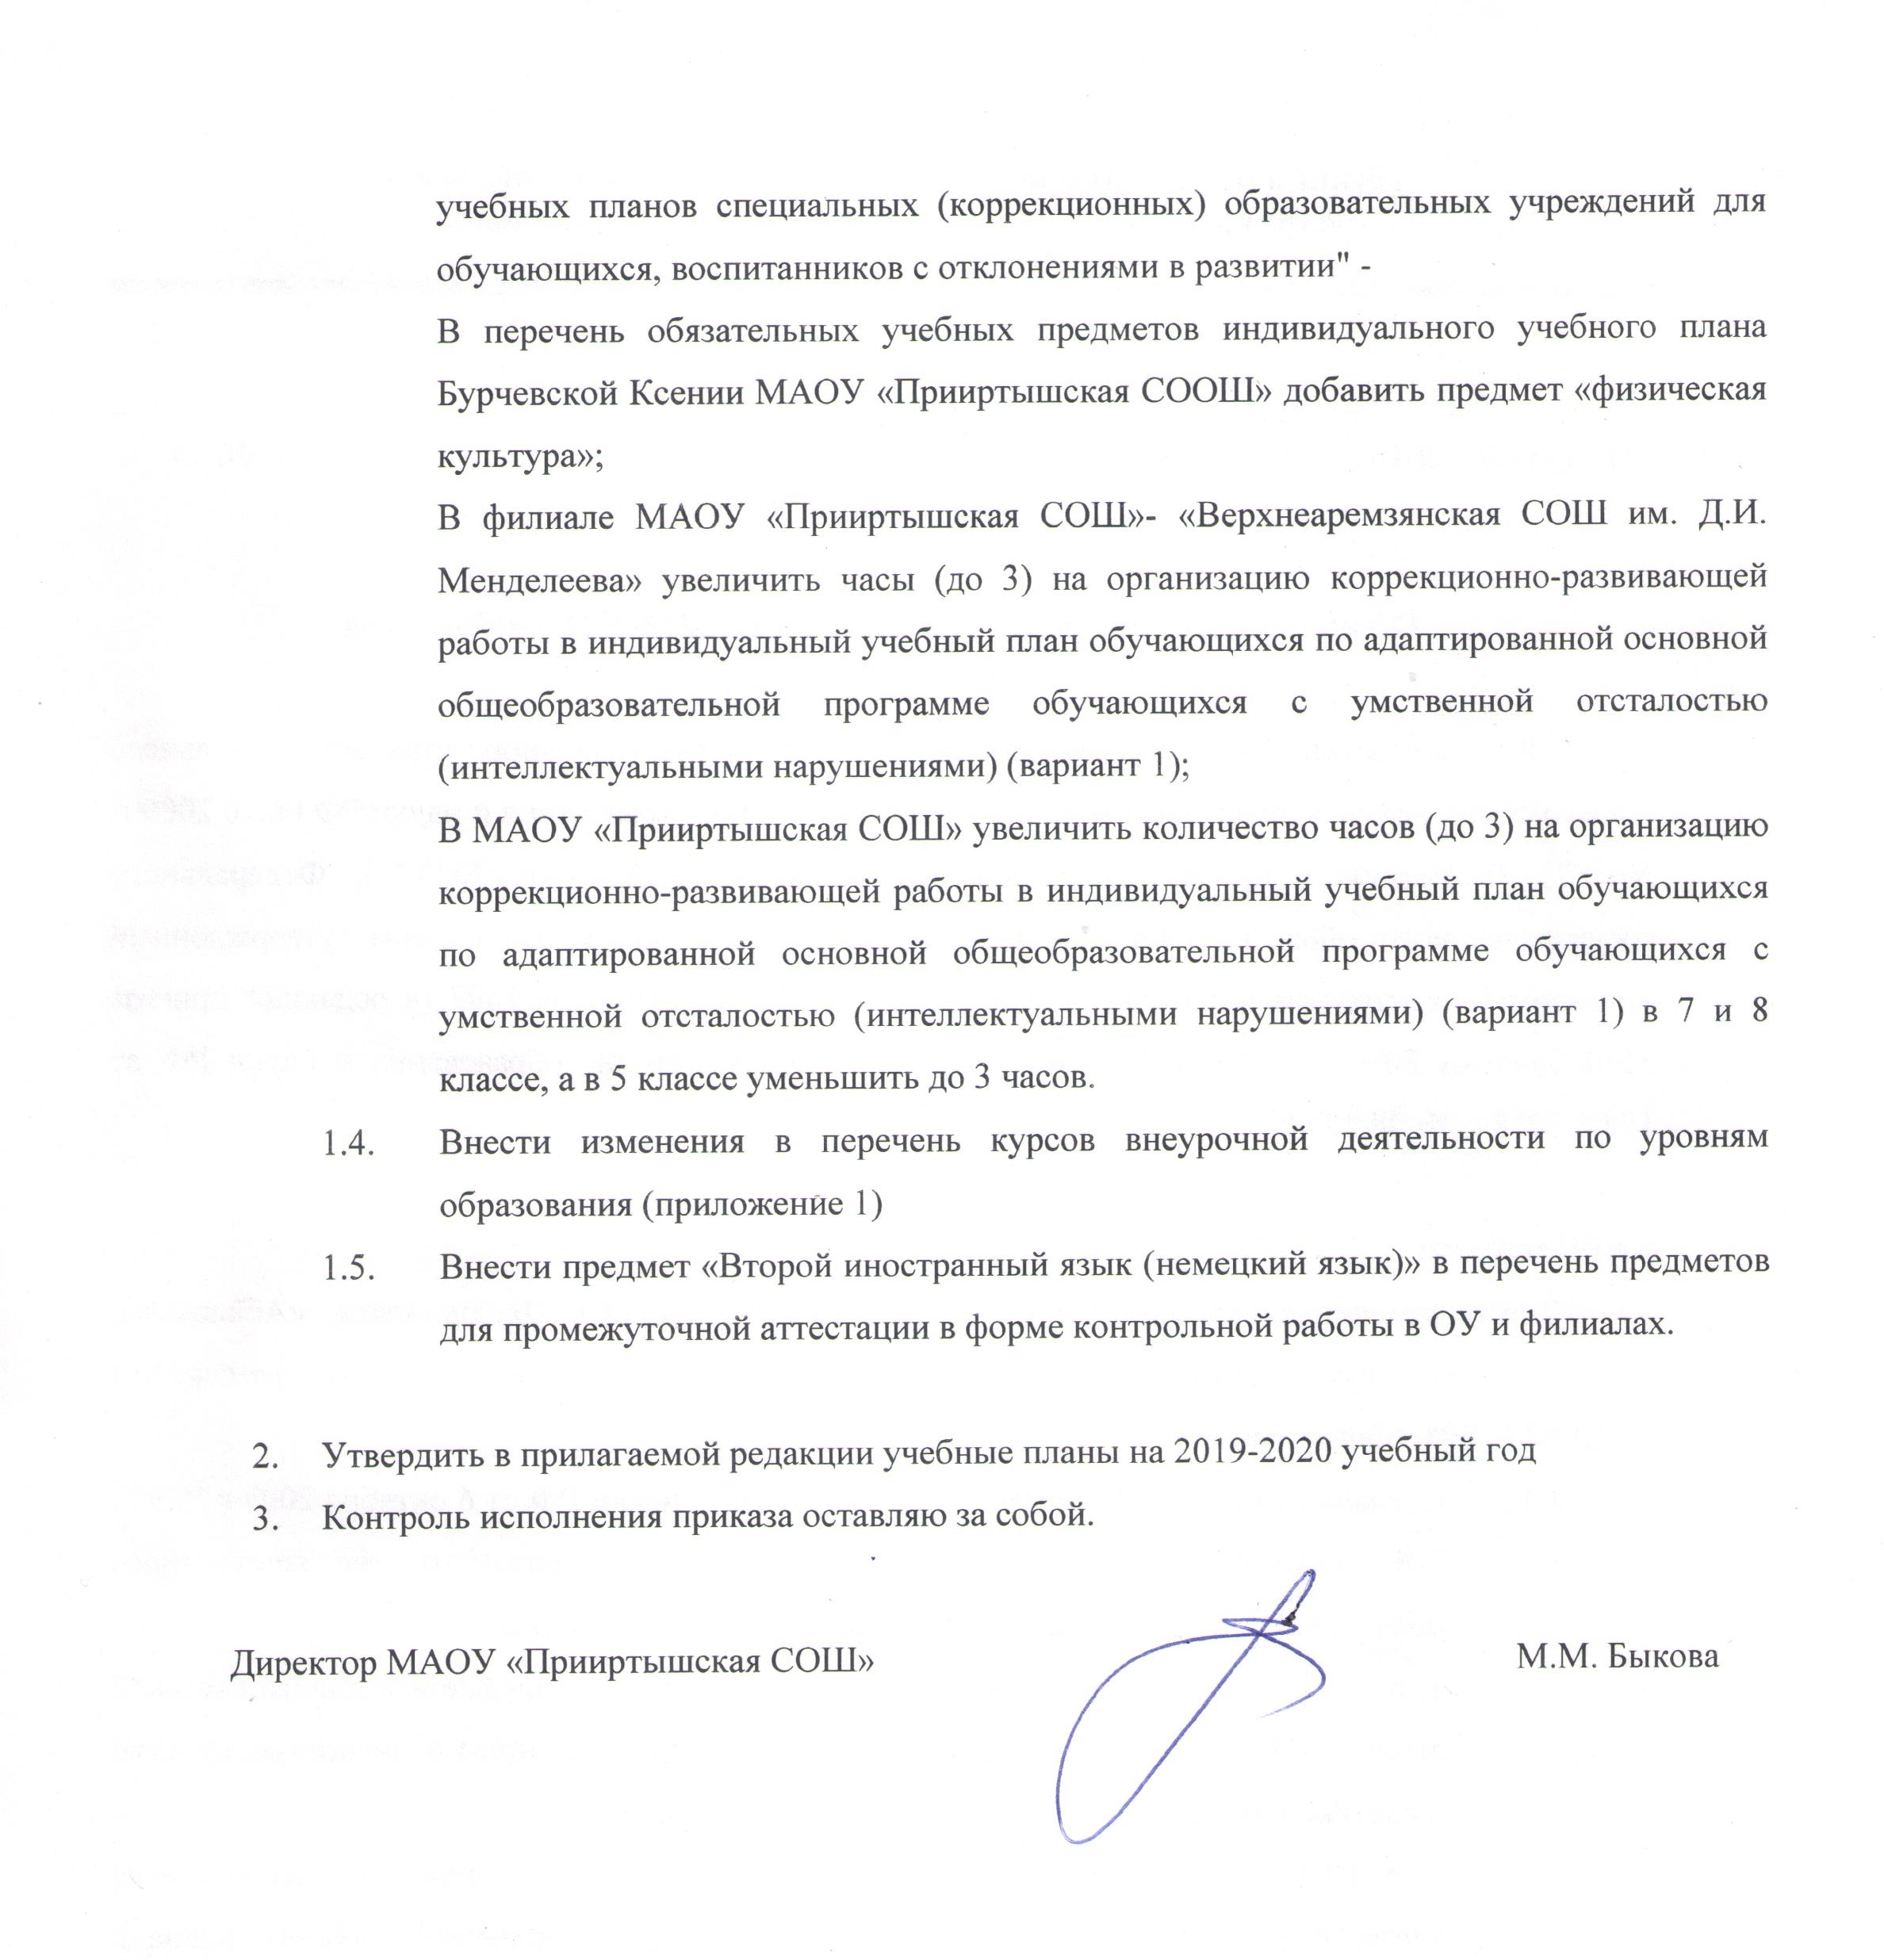 учебных планов специальных (коррекционных) образовательных учреждений для
обучающихся, воспитанников с отклонениями в развитии" -
В перечень обязательных учебных предметов индивидуального учебного плана
Бурчевской Ксении МАОУ «Прииртышская СООШ» добавить предмет «физическая
культура»;
В филиале МАОУ «Прииртышская СОШ»- «Верхнеаремзянская СОШ им. Д.И.
Менделеева» увеличить часы (до 3) на организацию коррекционно-развивающей
работы в индивидуальный учебный план обучающихся по адаптированной основной
общеобразовательной программе обучающихся с умственной отсталостью
(интеллектуальными нарушениями) (вариант 1);
В МАОУ «Прииртышская СОШ» увеличить количество часов (до 3) на организацию
коррекционно-развивающей работы в индивидуальный учебный план обучающихся
по адаптированной основной общеобразовательной программе обучающихся с
умственной отсталостью (интеллектуальными нарушениями) (вариант 1) в 7 и 8
классе, а в 5 классе уменьшить до 3 часов.
1.4. Внести изменения в перечень курсов внеурочной деятельности по уровням
образования (приложение 1)
1.5. Внести предмет «Второй иностранный язык (немецкий язык)» в перечень предметов
для промежуточной аттестации в форме контрольной работы в ОУ и филиалах.
2. Утвердить в прилагаемой редакции учебные планы на 2019-2020 учебный год
3. Контроль исполнения приказа оставляю за собой.
Директор МАОУ «Прииртышская СОШ» М.М. Быкова